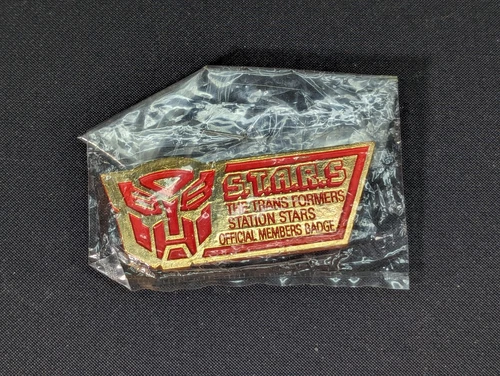 S.T.A.R.S
THE TRANS FORMERS
STATION STARS
OFFICIAL MEMBERS BADGE